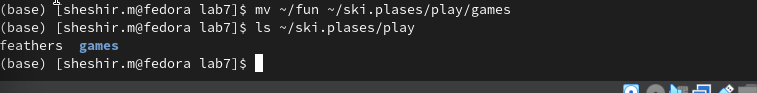 (base) [sheshir.m@fedora lab7]$ mv ~/fun ~/ski.plases/play/games
(base) [sheshir.m@fedora lab7]$ ls ~/ski.plases/play
feathers  games
(base) [sheshir.m@fedora lab7]$